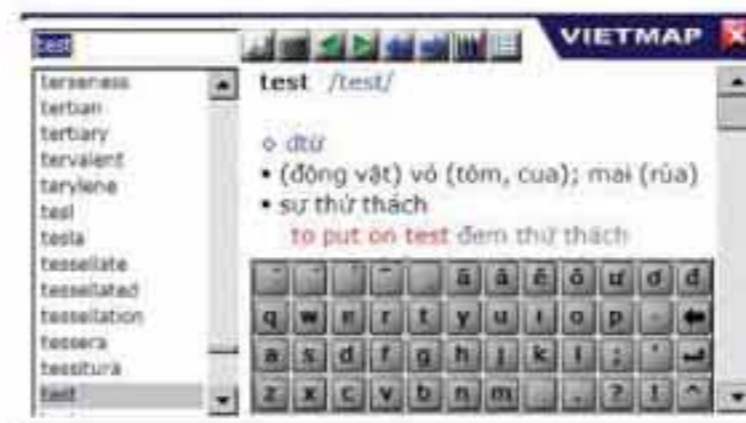 test VIETMAP
terseness
tertian
tertiary
tervalent
terylene
tesl
tesla
tessellate
tessellated
tessellation
tessera
tessitura
test
test /test/
◊ dtừ
• (động vật) vỏ (tôm, cua); mai (rùa)
• sự thử thách
to put on test đem thử thách
ă â ê ô ư ơ đ
q w e r t y u i o p -
a s d f g h j k l ; '
z x c v b n m , . ? ! ^